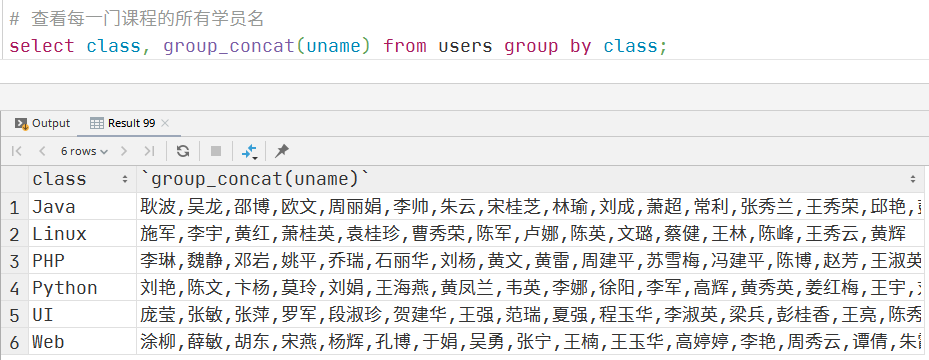 # 查看每一门课程的所有学员名
select class, group_concat(uname) from users group by class;
Output Result 99
6 rows
class `group_concat(uname)`
1 Java 耿波,吴龙,邵博,欧文,周丽娟,李帅,朱云,宋桂芝,林瑜,刘成,萧超,常利,张秀兰,王秀荣,邱艳,
2 Linux 施军,李宇,黄红,萧桂英,袁桂珍,曹秀荣,陈军,卢娜,陈英,文璐,蔡健,王林,陈峰,王秀云,黄辉
3 PHP 李琳,魏静,邓岩,姚平,乔瑞,石丽华,刘杨,黄文,黄雷,周建平,苏雪梅,冯建平,陈博,赵芳,王淑英
4 Python 刘艳,陈文,卞杨,莫玲,刘娟,王海燕,黄凤兰,韦英,李娜,徐阳,李军,高辉,黄秀英,姜红梅,王宇,
5 UI 庞莹,张敏,张萍,罗军,段淑珍,贺建华,王强,范瑞,夏强,程玉华,李淑英,梁兵,彭桂香,王亮,陈秀
6 Web 涂柳,薛敏,胡东,宋燕,杨辉,孔博,于娟,吴勇,张宁,王楠,王玉华,高婷婷,李艳,周秀云,谭倩,朱